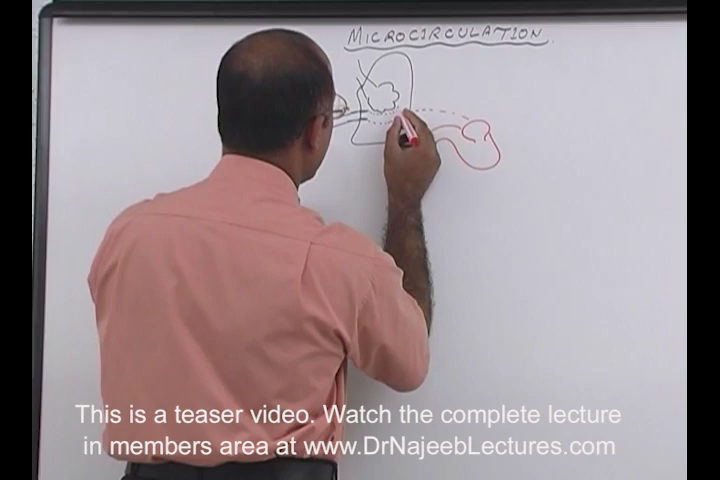 MICROCIRCULATION
This is a teaser video. Watch the complete lecture
in members area at www.DrNajeebLectures.com